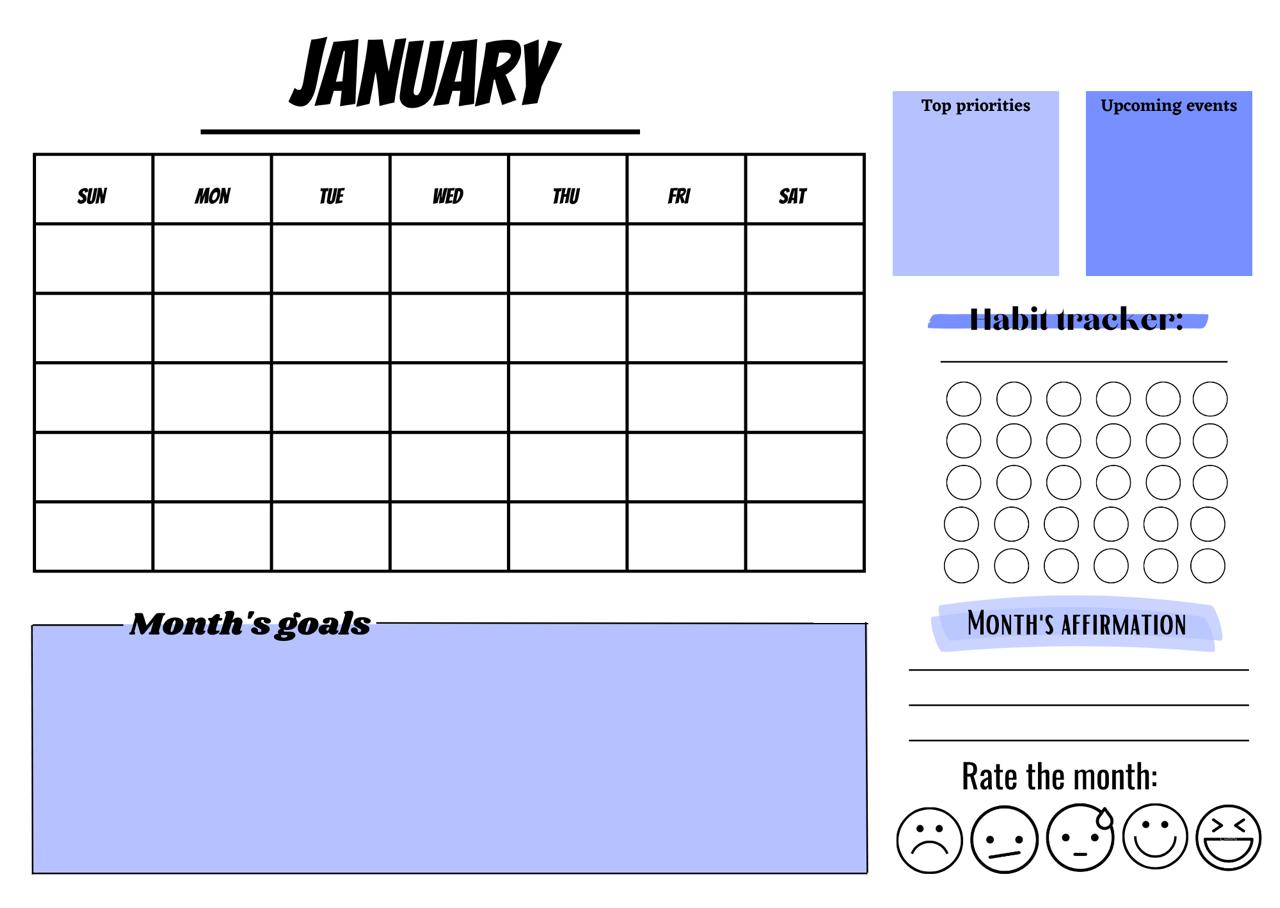 JANUARY
SUN MON TUE WED THU FRI SAT
Month's goals
Top priorities
Upcoming events
Habit tracker:
MONTH'S AFFIRMATION
Rate the month: